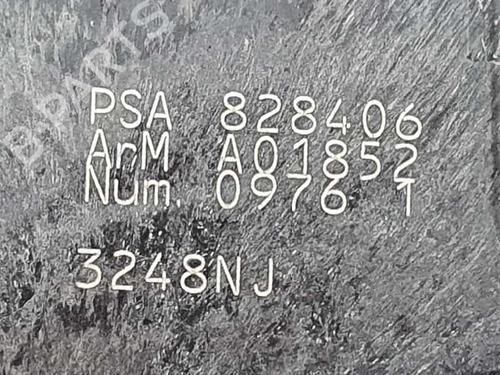 B-PARTS
PSA 828406
ArM A01852
Num. 0976 1
3248NJ